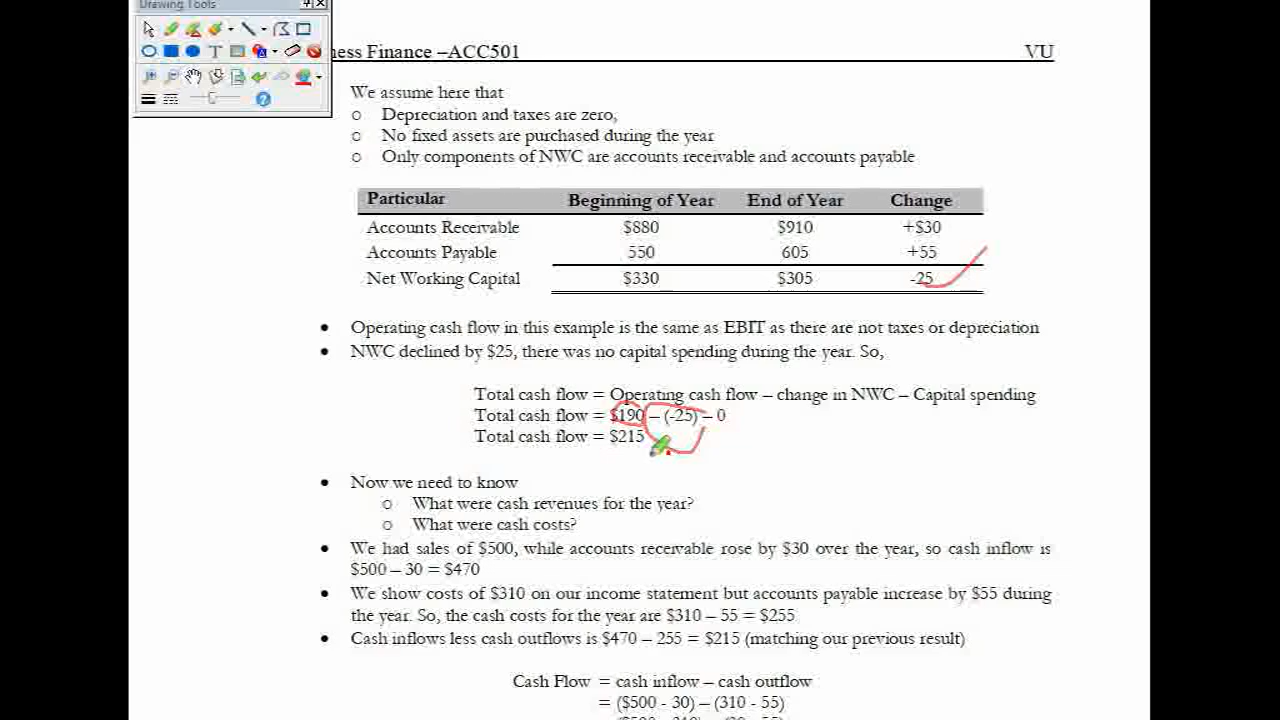 Drawing Tools
ness Finance –ACC501 VU
We assume here that
o Depreciation and taxes are zero,
o No fixed assets are purchased during the year
o Only components of NWC are accounts receivable and accounts payable
Particular Beginning of Year End of Year Change
Accounts Receivable $880 $910 +$30
Accounts Payable 550 605 +55
Net Working Capital $330 $305 -25
• Operating cash flow in this example is the same as EBIT as there are not taxes or depreciation
• NWC declined by $25, there was no capital spending during the year. So,
Total cash flow = Operating cash flow – change in NWC – Capital spending
Total cash flow = $190 – (-25) – 0
Total cash flow = $215
• Now we need to know
o What were cash revenues for the year?
o What were cash costs?
• We had sales of $500, while accounts receivable rose by $30 over the year, so cash inflow is
$500 – 30 = $470
• We show costs of $310 on our income statement but accounts payable increase by $55 during
the year. So, the cash costs for the year are $310 – 55 = $255
• Cash inflows less cash outflows is $470 – 255 = $215 (matching our previous result)
Cash Flow = cash inflow – cash outflow
= ($500 - 30) – (310 - 55)